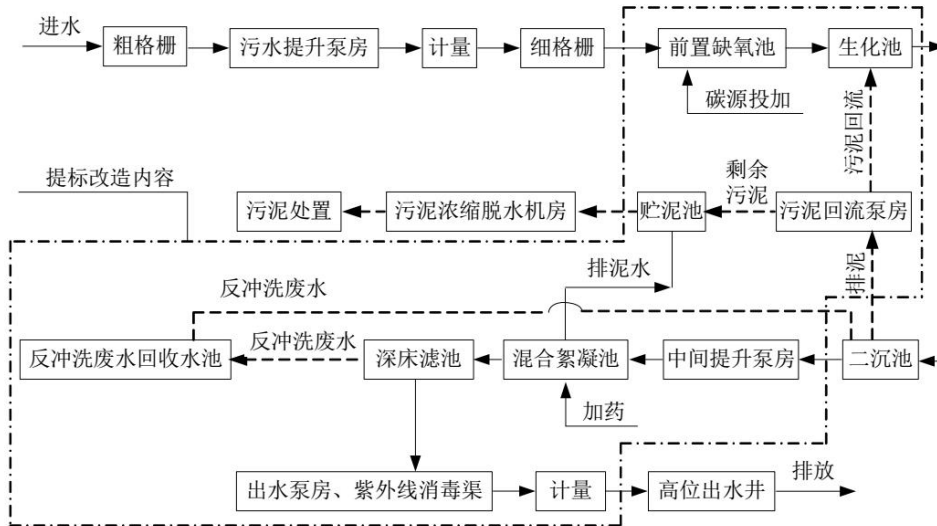 进水
粗格栅
污水提升泵房
计量
细格栅
前置缺氧池
生化池
碳源投加
污泥回流
提标改造内容
剩余
污泥
污泥处置
污泥浓缩脱水机房
贮泥池
污泥回流泵房
排泥水
排泥
反冲洗废水
反冲洗废水
反冲洗废水回收水池
深床滤池
混合絮凝池
中间提升泵房
二沉池
加药
出水泵房、紫外线消毒渠
计量
高位出水井
排放